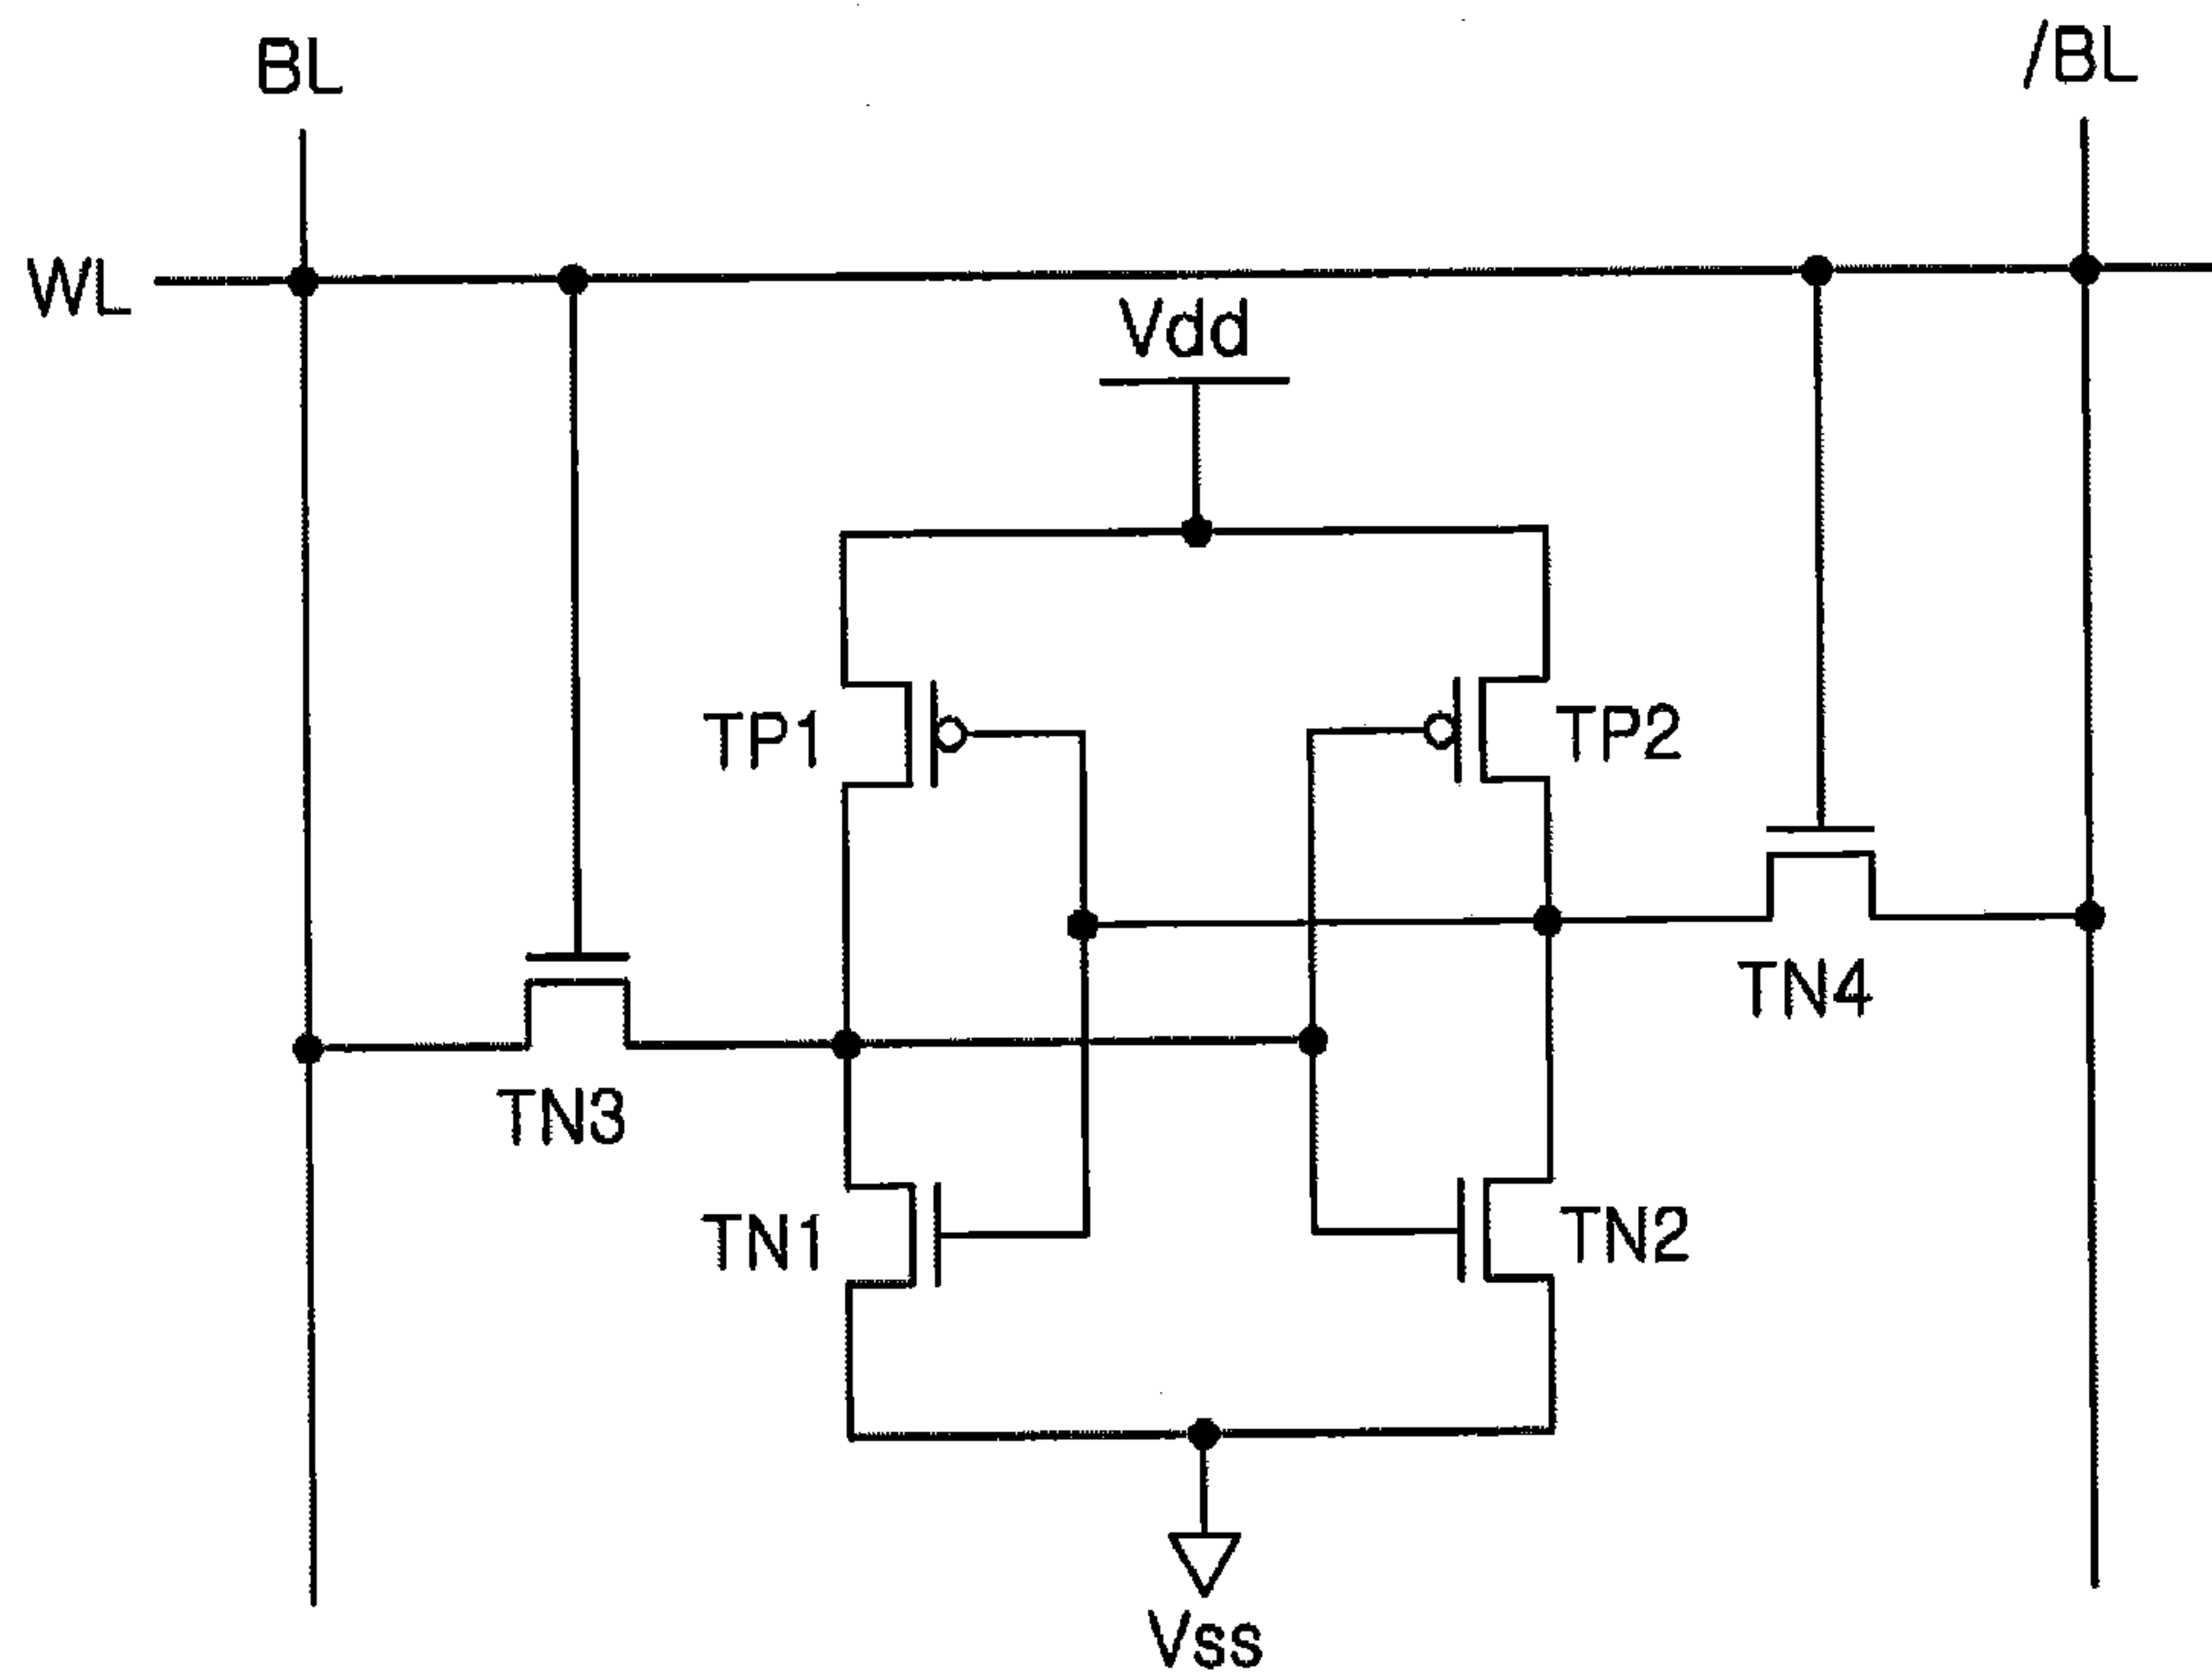 BL
/BL
WL
Vdd
TP1
TP2
TN4
TN3
TN1
TN2
Vss